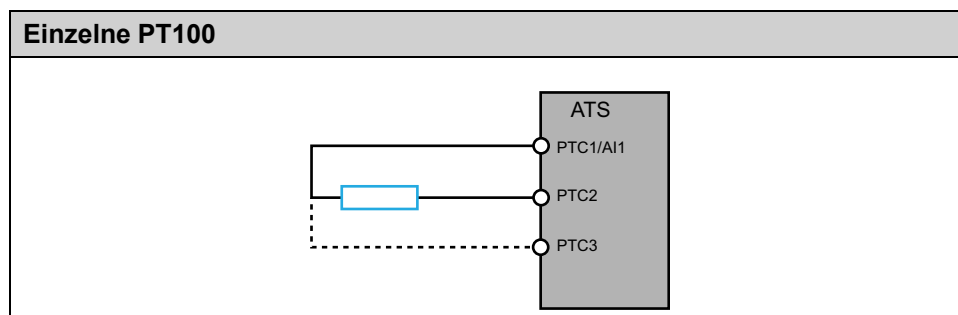 Einzelne PT100
ATS
PTC1/AI1
PTC2
PTC3